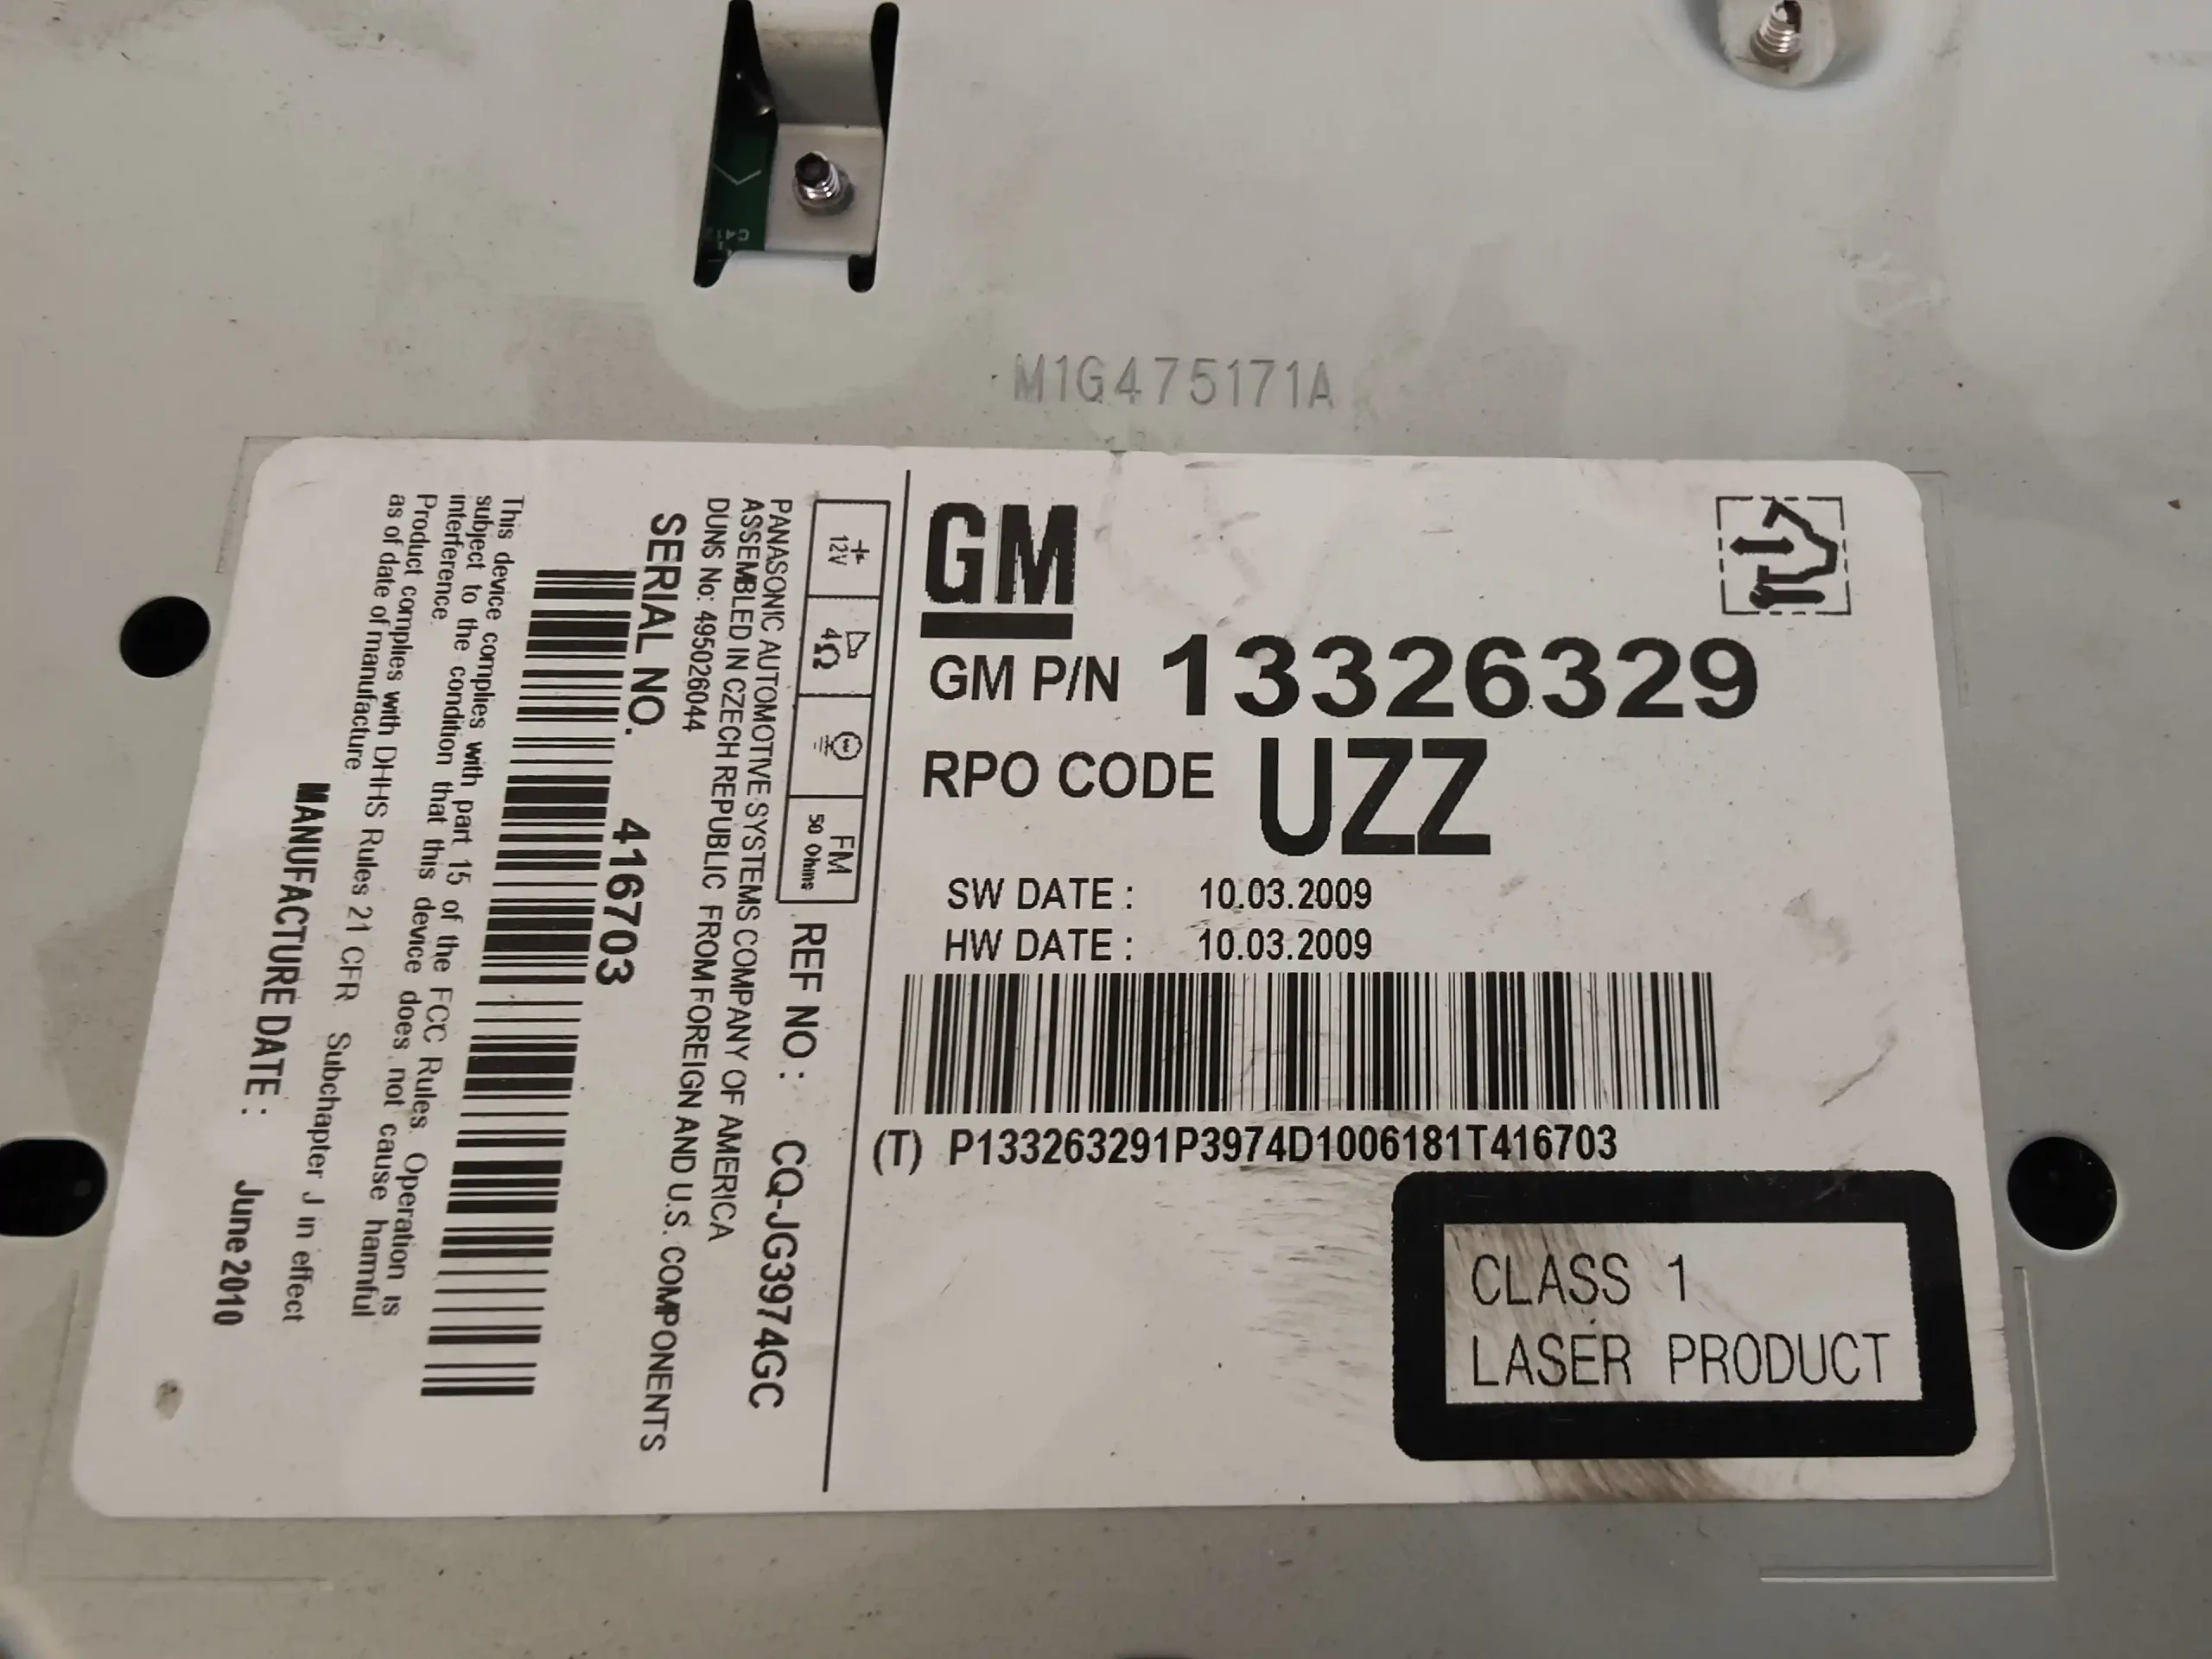 M1G475171A
GM
GM P/N 13326329
RPO CODE UZZ
SW DATE : 10.03.2009
HW DATE : 10.03.2009
(T) P133263291P3974D1006181T416703
CLASS 1
LASER PRODUCT
12V
4Ω
FM
50 Ohms
REF NO : CQ-JG3974GC
PANASONIC AUTOMOTIVE SYSTEMS COMPANY OF AMERICA
ASSEMBLED IN CZECH REPUBLIC FROM FOREIGN AND U.S. COMPONENTS
DUNS No: 495026044
SERIAL NO. 416703
This device complies with part 15 of the FCC Rules. Operation is
subject to the condition that this device does not cause harmful
interference.
Product complies with DHHS Rules 21 CFR Subchapter J in effect
as of date of manufacture.
MANUFACTURE DATE : June 2010